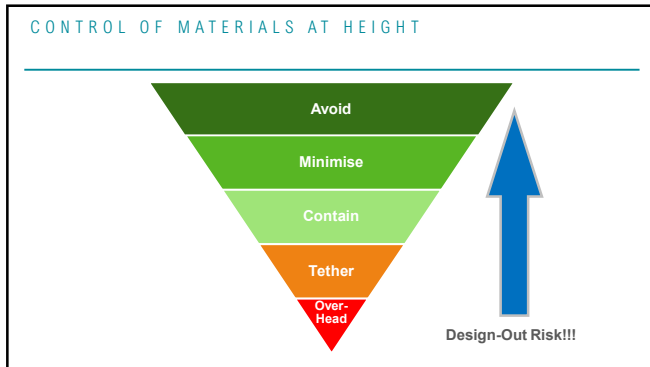 CONTROL OF MATERIALS AT HEIGHT
Avoid
Minimise
Contain
Tether
Over-
Head
Design-Out Risk!!!